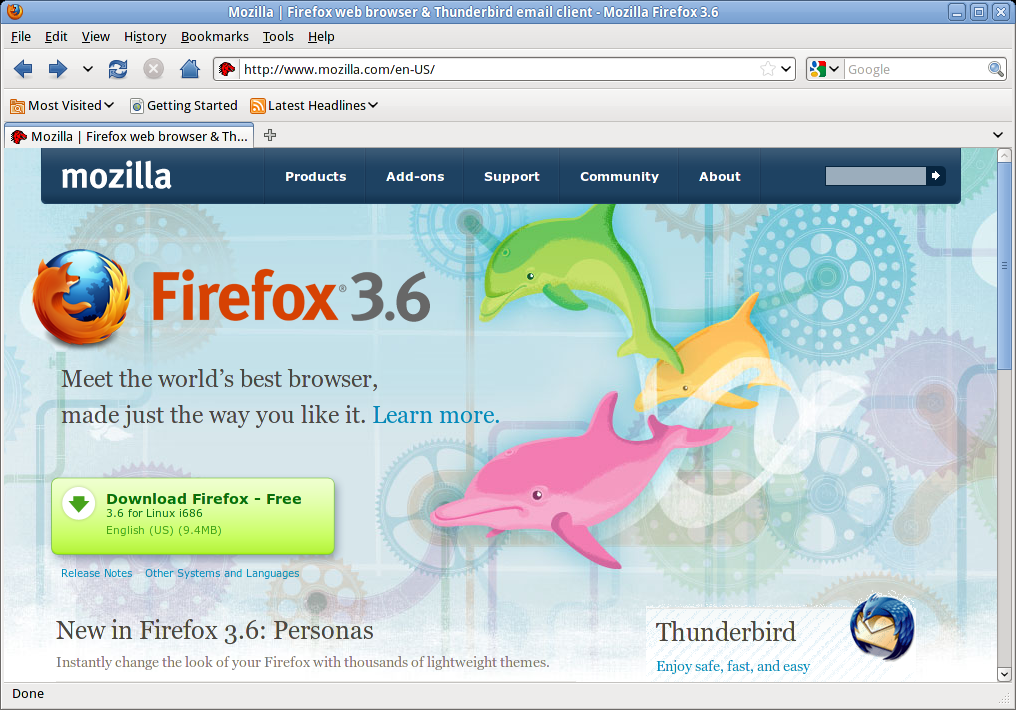 Mozilla | Firefox web browser & Thunderbird email client - Mozilla Firefox 3.6
File Edit View History Bookmarks Tools Help
http://www.mozilla.com/en-US/ Google
Most Visited Getting Started Latest Headlines
Mozilla | Firefox web browser & Th...
mozilla Products Add-ons Support Community About
Firefox® 3.6
Meet the world's best browser,
made just the way you like it. Learn more.
Download Firefox - Free
3.6 for Linux i686
English (US) (9.4MB)
Release Notes Other Systems and Languages
New in Firefox 3.6: Personas
Instantly change the look of your Firefox with thousands of lightweight themes.
Thunderbird
Enjoy safe, fast, and easy
Done